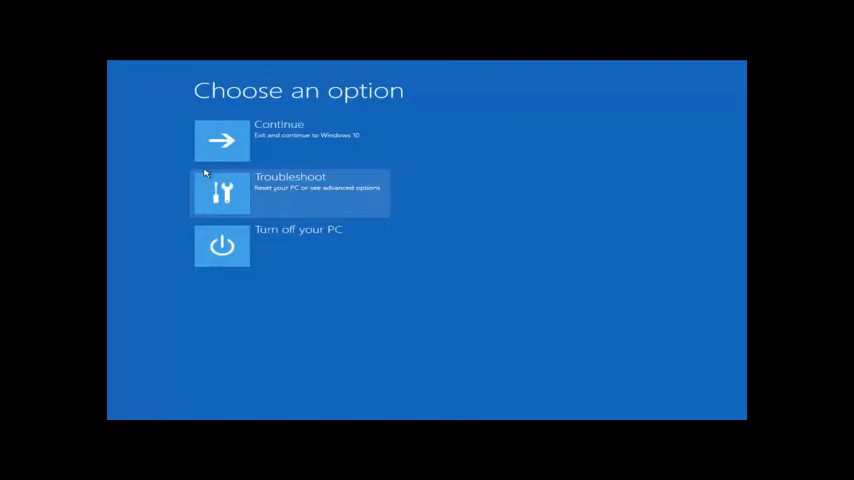 Choose an option
Continue
Exit and continue to Windows 10
Troubleshoot
Reset your PC or see advanced options
Turn off your PC